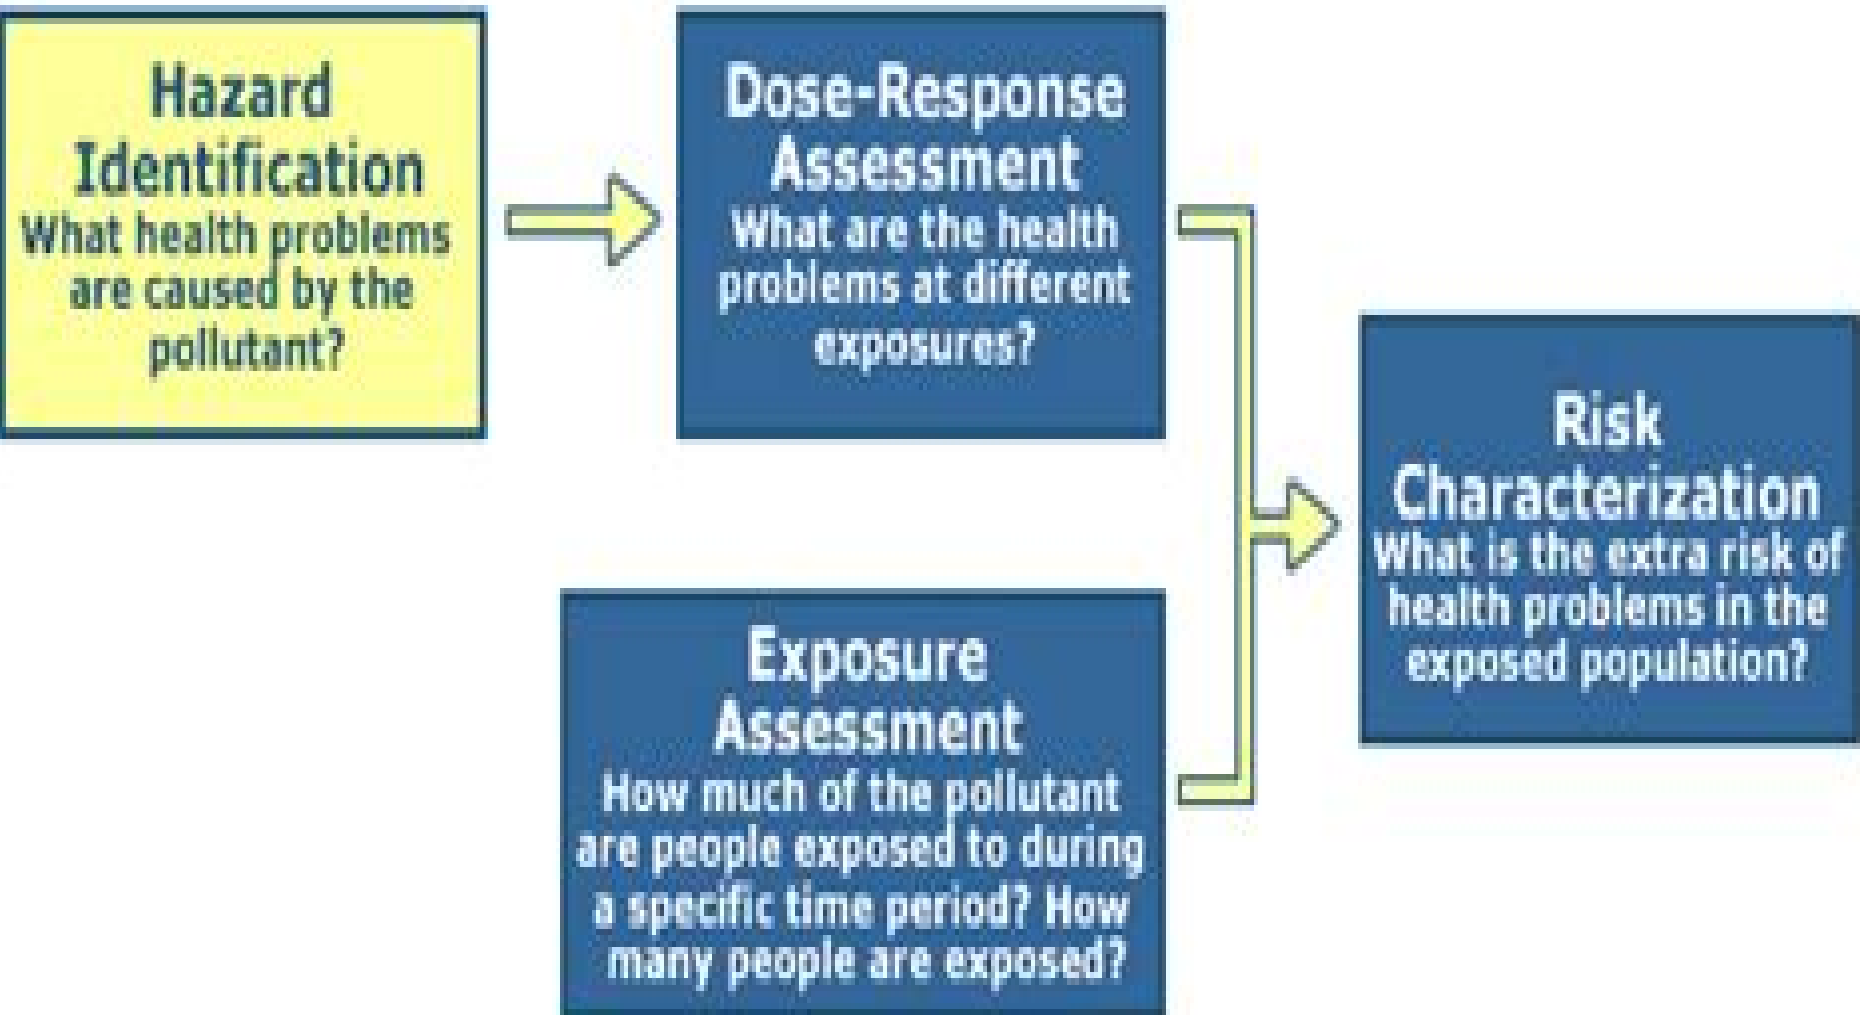 Hazard
Identification
What health problems
are caused by the
pollutant?
Dose-Response
Assessment
What are the health
problems at different
exposures?
Exposure
Assessment
How much of the pollutant
are people exposed to during
a specific time period? How
many people are exposed?
Risk
Characterization
What is the extra risk of
health problems in the
exposed population?